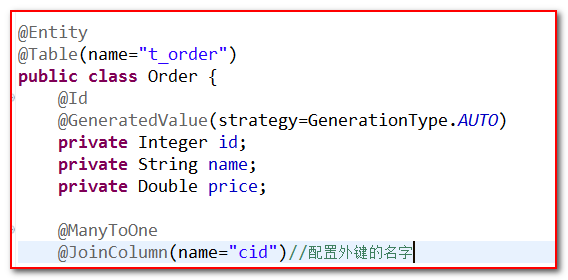 @Entity
@Table(name="t_order")
public class Order {
@Id
@GeneratedValue(strategy=GenerationType.AUTO)
private Integer id;
private String name;
private Double price;
@ManyToOne
@JoinColumn(name="cid")//配置外键的名字